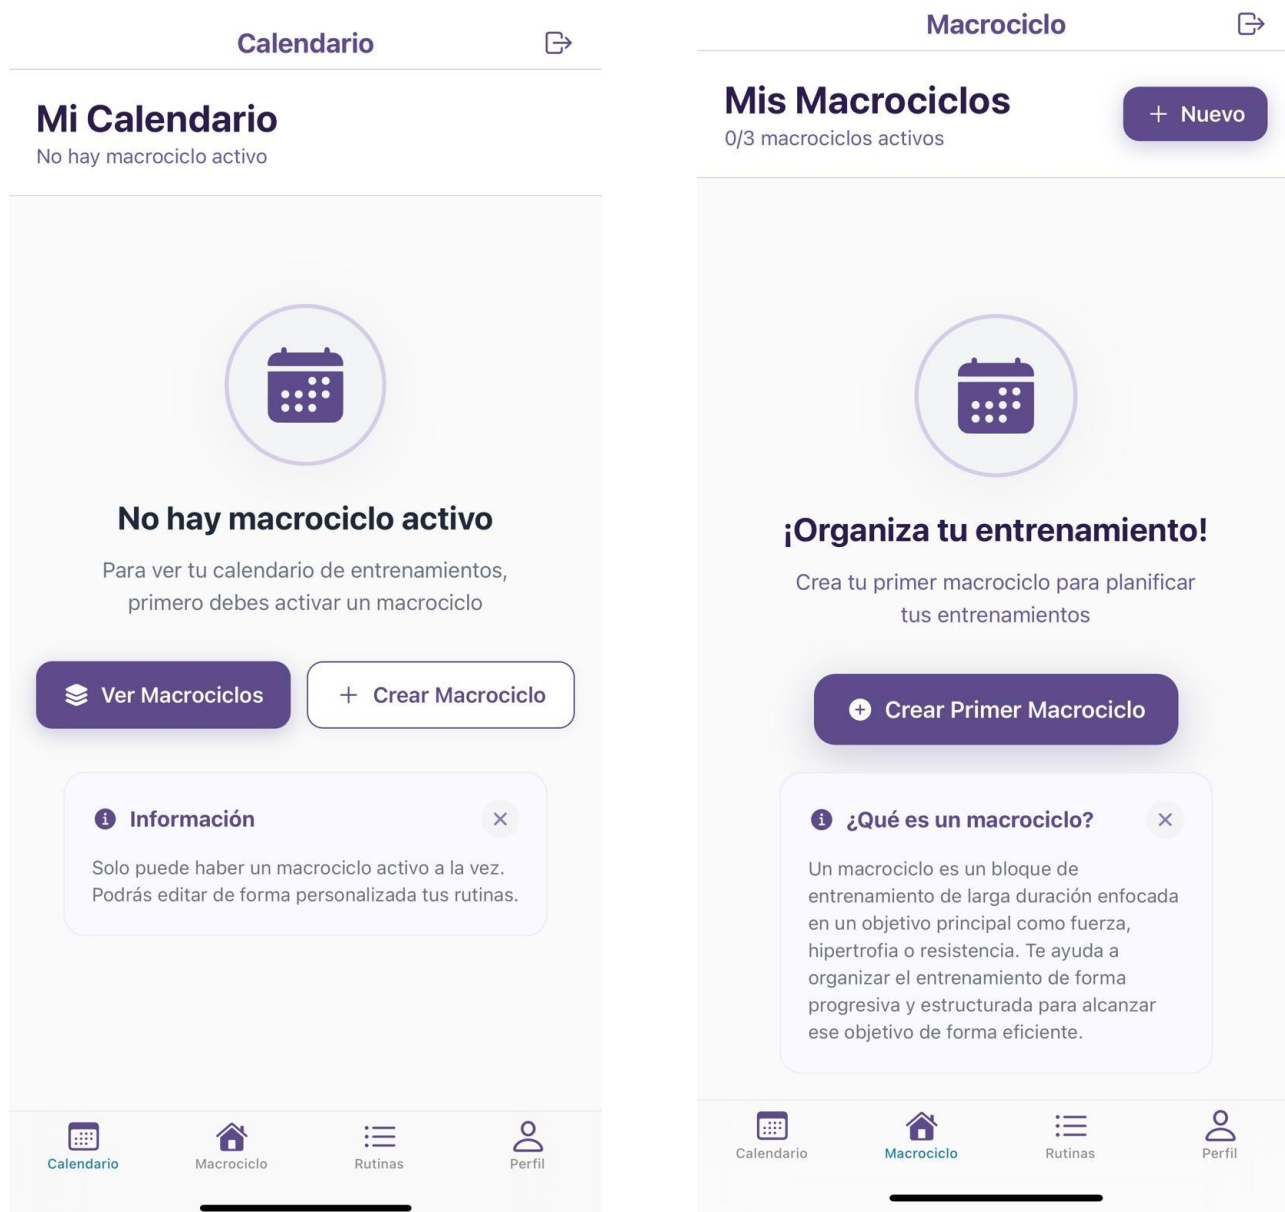 Calendario
Mi Calendario
No hay macrociclo activo
No hay macrociclo activo
Para ver tu calendario de entrenamientos,
primero debes activar un macrociclo
Ver Macrociclos
+ Crear Macrociclo
Información
Solo puede haber un macrociclo activo a la vez.
Podrás editar de forma personalizada tus rutinas.
Calendario
Macrociclo
Rutinas
Perfil
Macrociclo
Mis Macrociclos
0/3 macrociclos activos
+ Nuevo
¡Organiza tu entrenamiento!
Crea tu primer macrociclo para planificar
tus entrenamientos
Crear Primer Macrociclo
¿Qué es un macrociclo?
Un macrociclo es un bloque de
entrenamiento de larga duración enfocada
en un objetivo principal como fuerza,
hipertrofia o resistencia. Te ayuda a
organizar el entrenamiento de forma
progresiva y estructurada para alcanzar
ese objetivo de forma eficiente.
Calendario
Macrociclo
Rutinas
Perfil